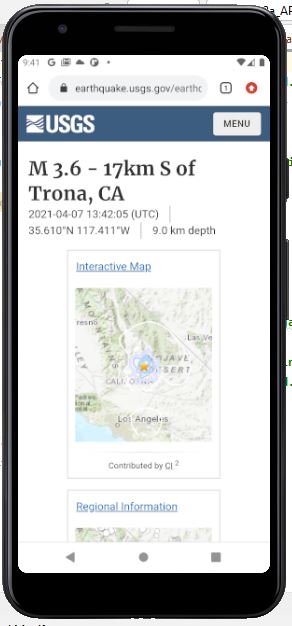 9:41
earthquake.usgs.gov/earthq
1
USGS
MENU
M 3.6 - 17km S of
Trona, CA
2021-04-07 13:42:05 (UTC)
35.610°N 117.411°W
9.0 km depth
Interactive Map
resno
Las Ve
MOJAVE
DESERT
CALIFORNIA
Los Angeles
Contributed by CI 2
Regional Information